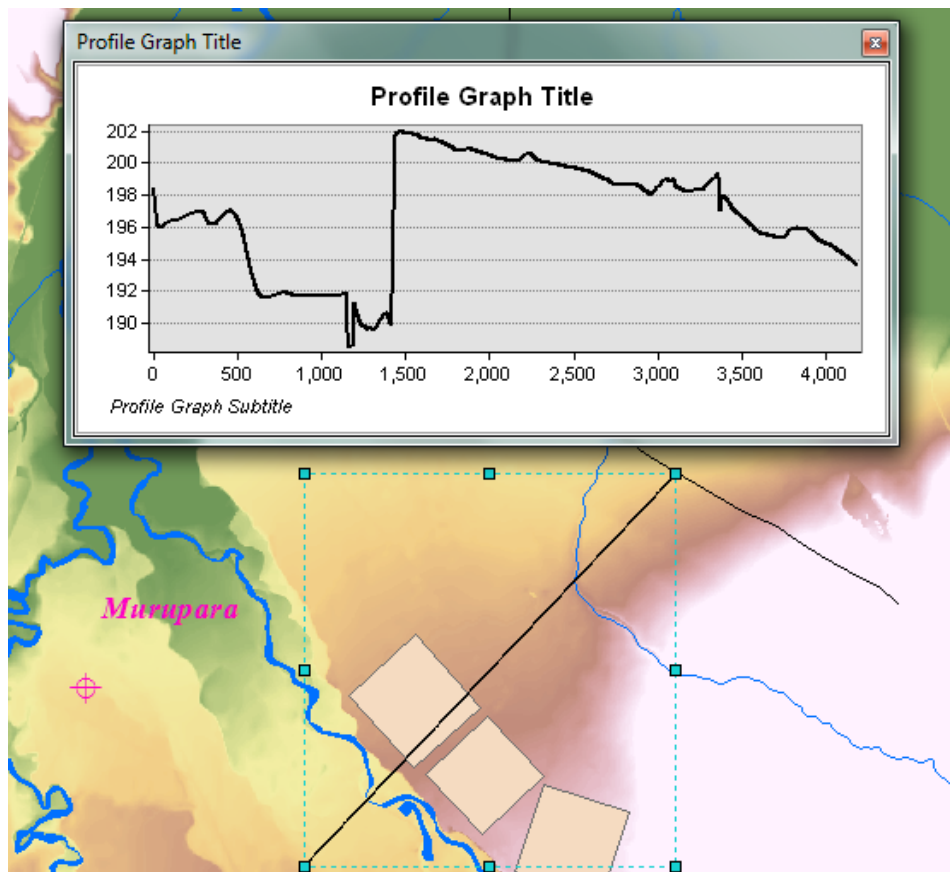 Profile Graph Title
Profile Graph Title
202
200
198
196
194
192
190
0 500 1,000 1,500 2,000 2,500 3,000 3,500 4,000
Profile Graph Subtitle
Murupara